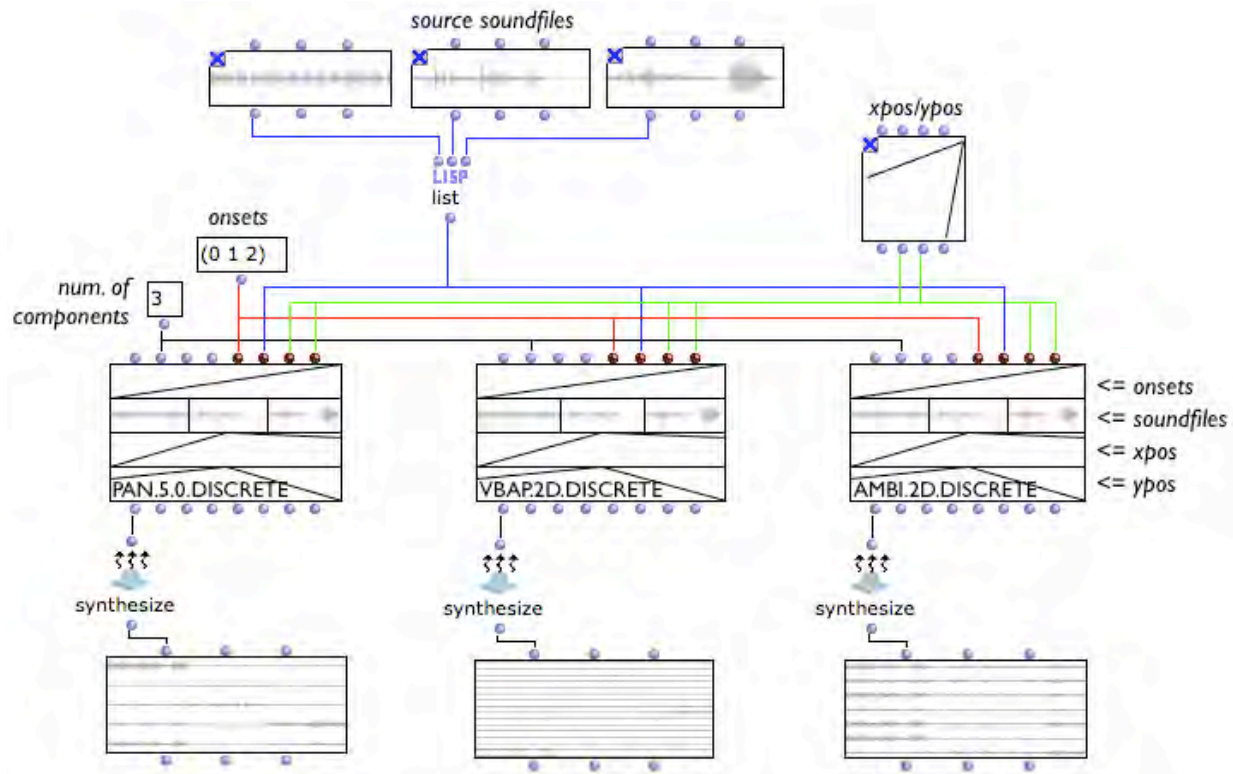 source soundfiles
xpos/ypos
LISP
list
onsets
(0 1 2)
num. of
components
3
<= onsets
<= soundfiles
<= xpos
<= ypos
PAN.5.0.DISCRETE
VBAP.2D.DISCRETE
AMBI.2D.DISCRETE
synthesize
synthesize
synthesize